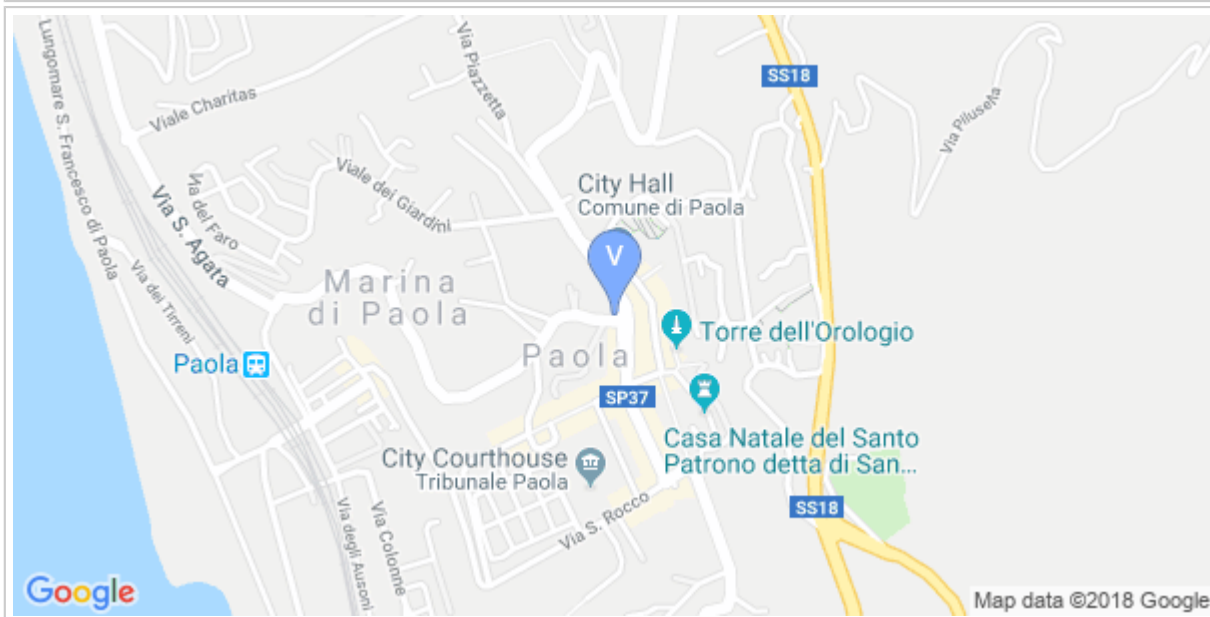 Lungomare S. Francesco di Paola
Viale Charitas
Via Piazzetta
SS18
Via Pilusella
Viale dei Giardini
City Hall
Comune di Paola
Via del Faro
Via S. Agata
Via dei Tirreni
V
Marina
di Paola
Torre dell'Orologio
Paola
Paola
SP37
Casa Natale del Santo
Patrono detta di San...
City Courthouse
Tribunale Paola
Via S. Rocco
SS18
Via Colonne
Via degli Ausoni
Google
Map data ©2018 Google